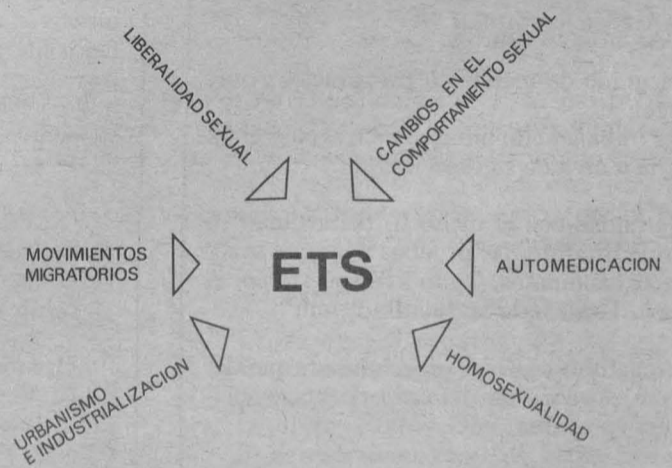 LIBERALIDAD SEXUAL
CAMBIOS EN EL
COMPORTAMIENTO SEXUAL
MOVIMIENTOS
MIGRATORIOS
ETS
AUTOMEDICACION
URBANISMO
E INDUSTRIALIZACION
HOMOSEXUALIDAD